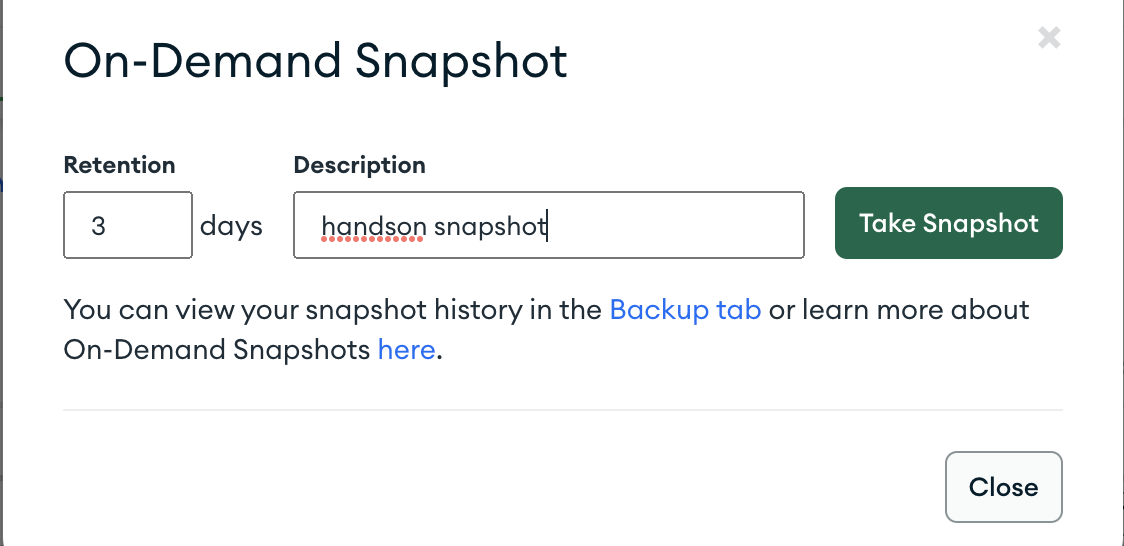 On-Demand Snapshot
Retention
Description
3 days
handson snapshot
Take Snapshot
You can view your snapshot history in the Backup tab or learn more about
On-Demand Snapshots here.
Close